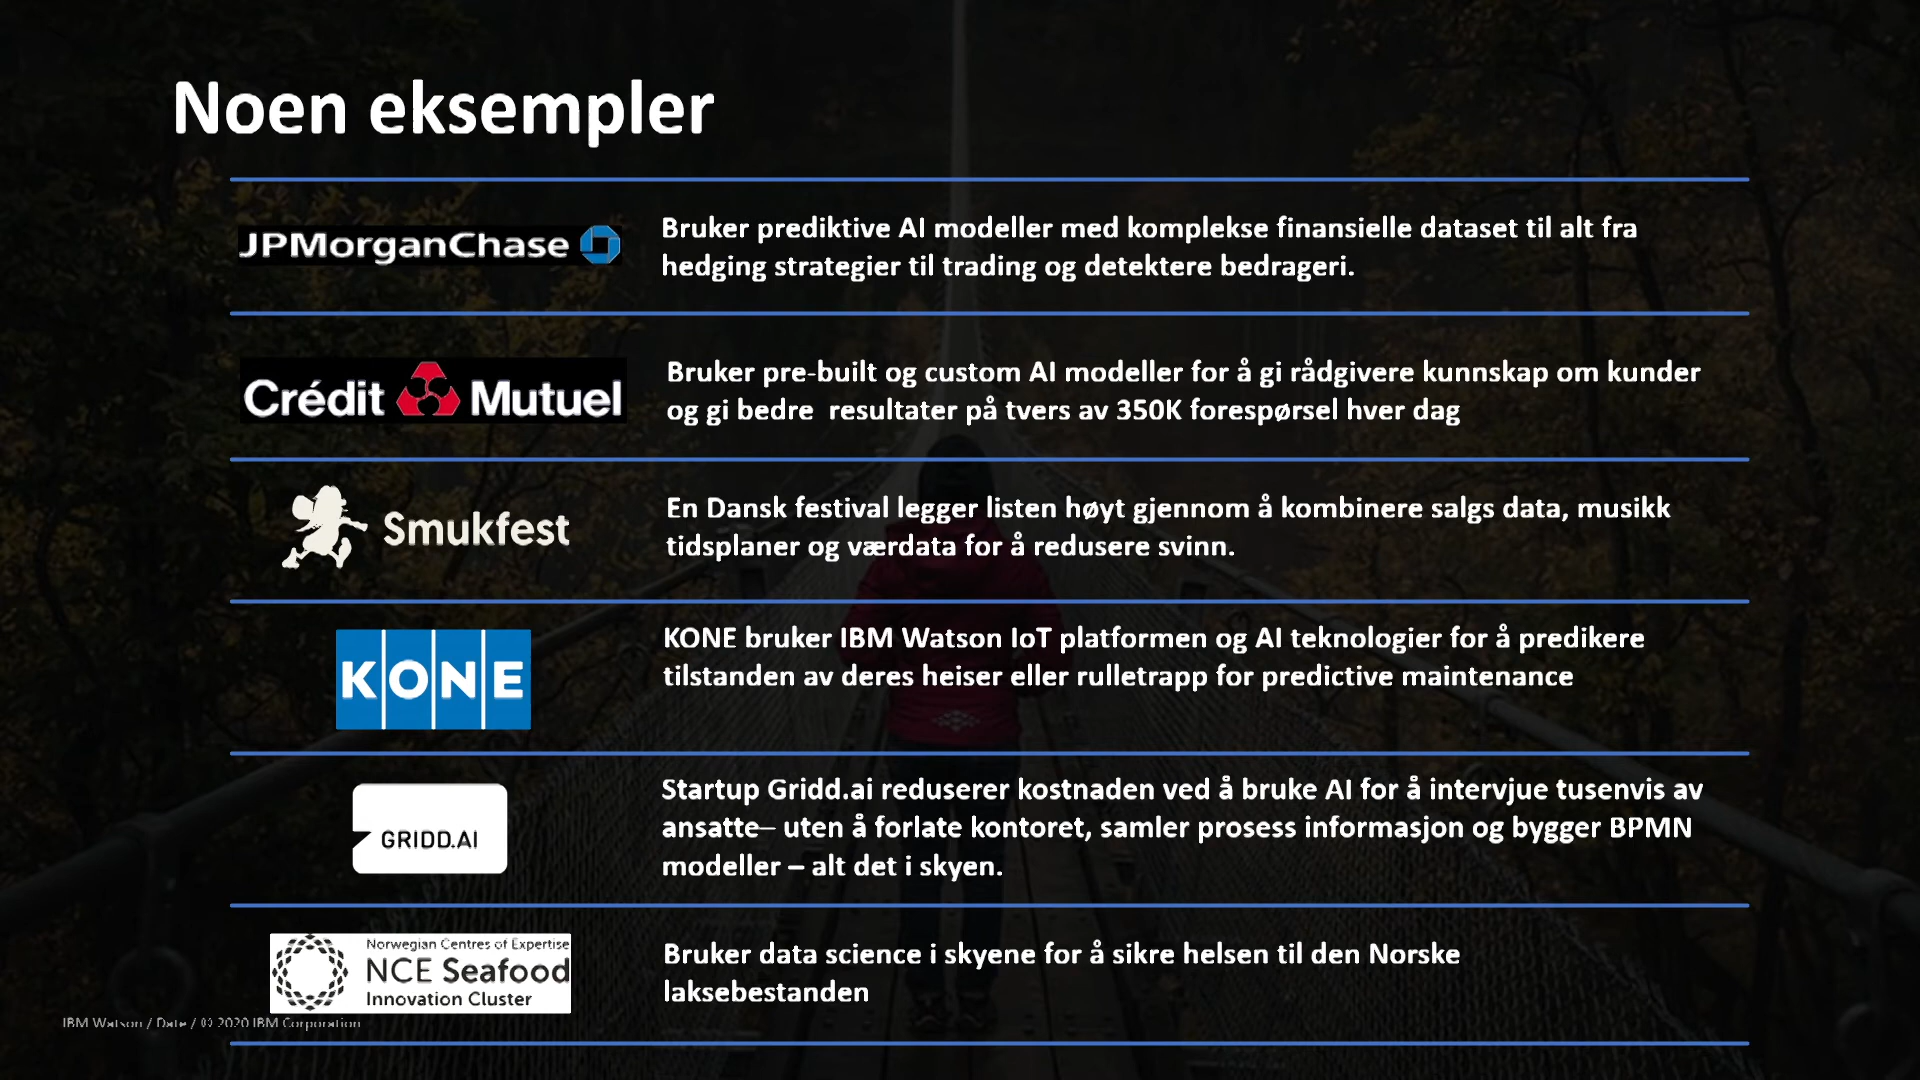 Noen eksempler
JPMorganChase
Bruker prediktive AI modeller med komplekse finansielle dataset til alt fra
hedging strategier til trading og detektere bedrageri.
Crédit Mutuel
Bruker pre-built og custom AI modeller for å gi rådgivere kunnskap om kunder
og gi bedre  resultater på tvers av 350K forespørsel hver dag
Smukfest
En Dansk festival legger listen høyt gjennom å kombinere salgs data, musikk
tidsplaner og værdata for å redusere svinn.
KONE
KONE bruker IBM Watson IoT platformen og AI teknologier for å predikere
tilstanden av deres heiser eller rulletrapp for predictive maintenance
GRIDD.AI
Startup Gridd.ai reduserer kostnaden ved å bruke AI for å intervjue tusenvis av
ansatte– uten å forlate kontoret, samler prosess informasjon og bygger BPMN
modeller – alt det i skyen.
Norwegian Centres of Expertise
NCE Seafood
Innovation Cluster
Bruker data science i skyene for å sikre helsen til den Norske
laksebestanden
IBM Watson / Date / © 2020 IBM Corporation